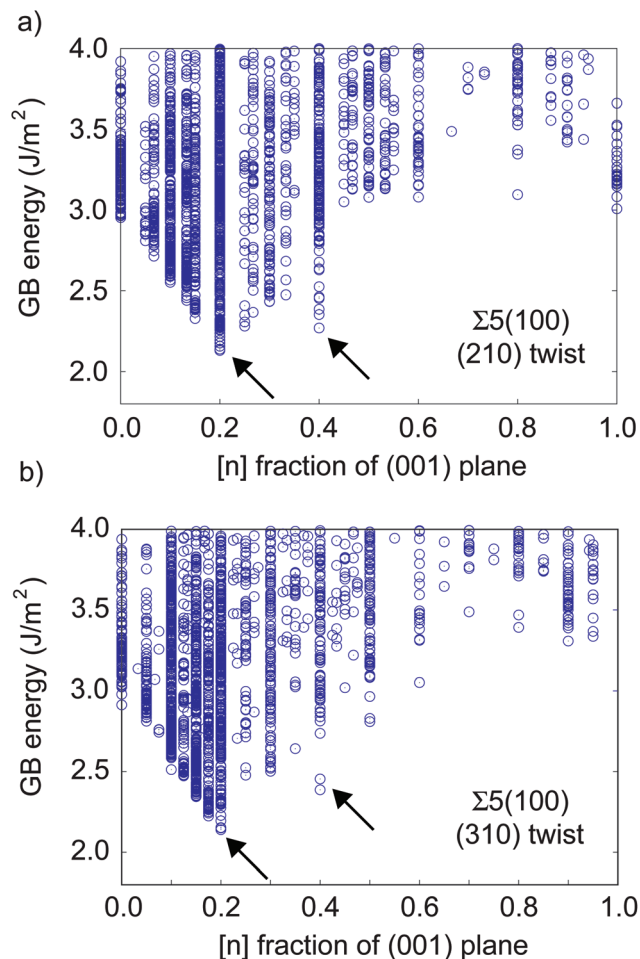 a)
4.0
3.5
3.0
2.5
2.0
GB energy (J/m²)
Σ5(100)
(210) twist
0.0 0.2 0.4 0.6 0.8 1.0
[n] fraction of (001) plane
b)
4.0
3.5
3.0
2.5
2.0
GB energy (J/m²)
Σ5(100)
(310) twist
0.0 0.2 0.4 0.6 0.8 1.0
[n] fraction of (001) plane